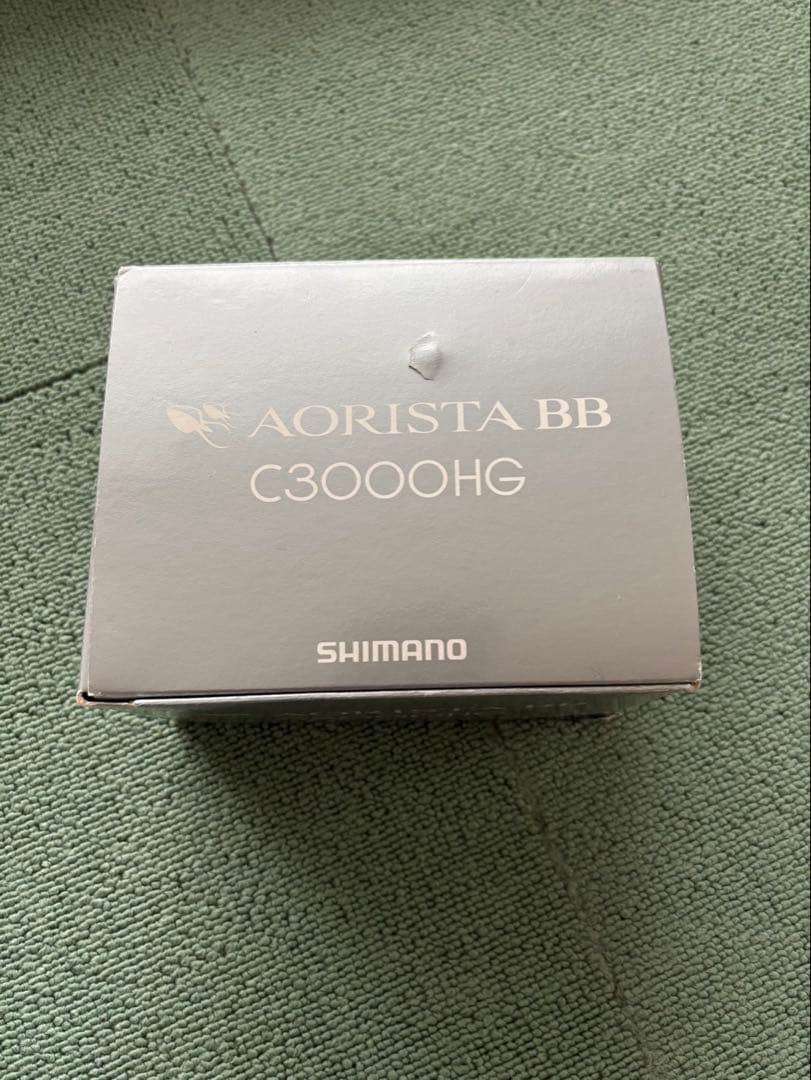 AORISTA BB
C3000HG
SHIMANO